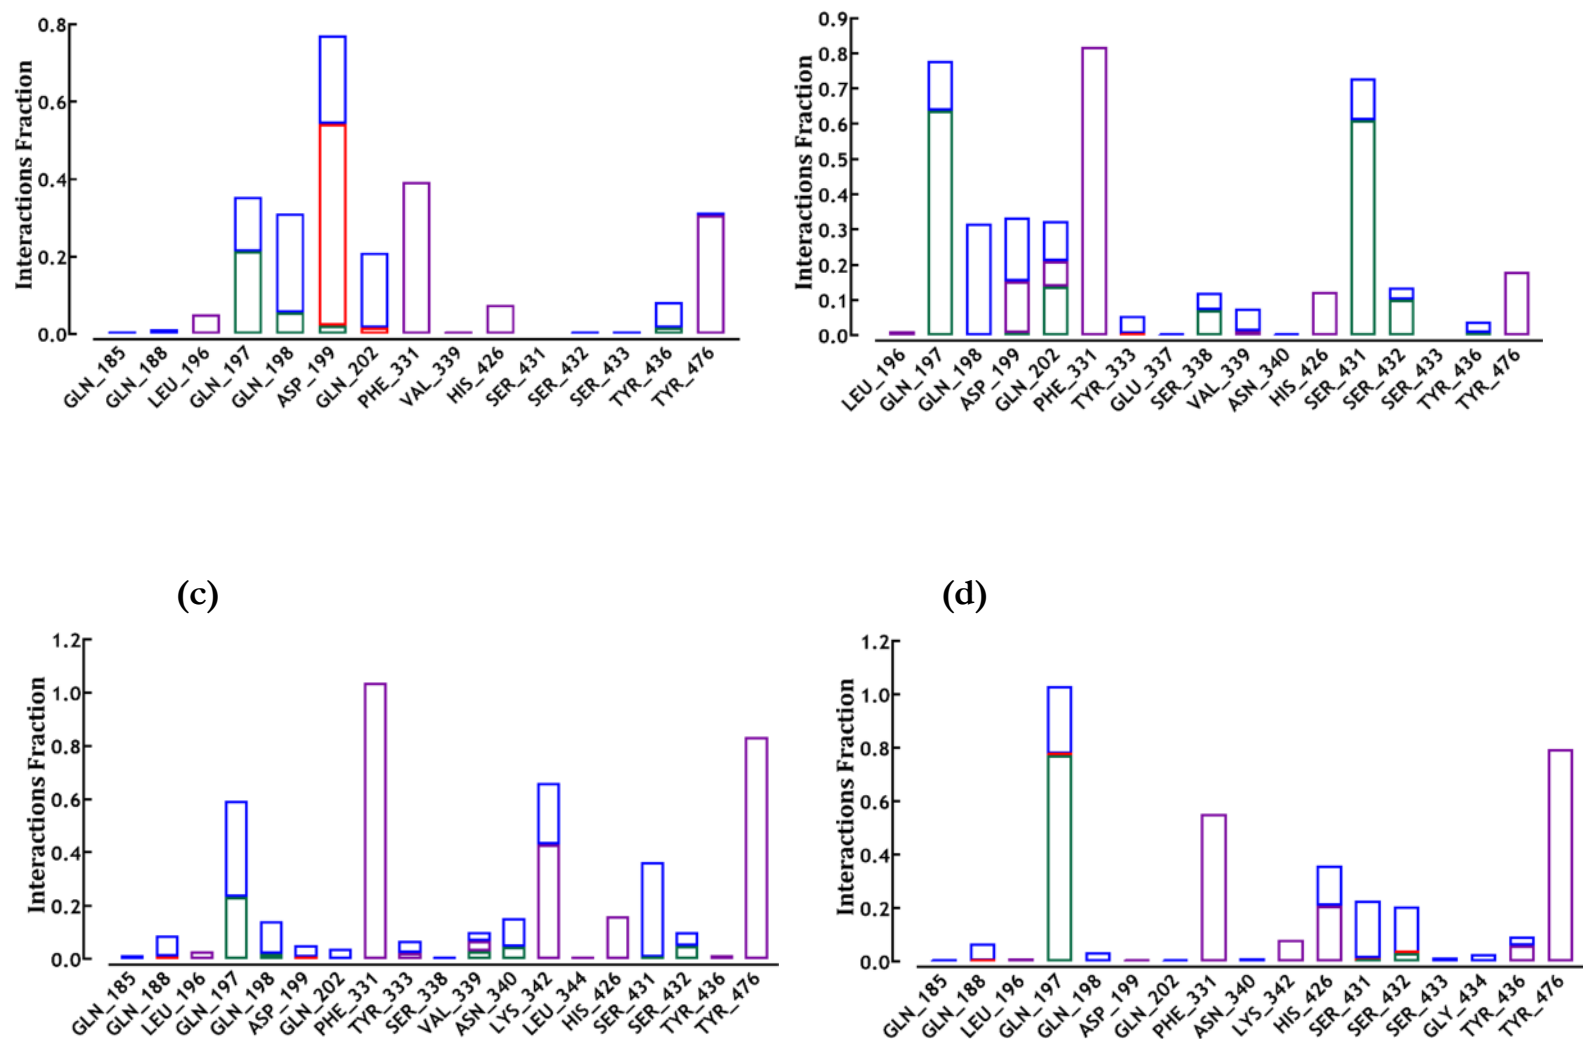 Interactions Fraction
0.8
0.6
0.4
0.2
0.0
GLN_185
GLN_188
LEU_196
GLN_197
GLN_198
ASP_199
GLN_202
PHE_331
VAL_339
HIS_426
SER_431
SER_432
SER_433
TYR_436
TYR_476
Interactions Fraction
0.9
0.8
0.7
0.6
0.5
0.4
0.3
0.2
0.1
0.0
LEU_196
GLN_197
GLN_198
ASP_199
GLN_202
PHE_331
TYR_333
GLU_337
SER_338
VAL_339
ASN_340
HIS_426
SER_431
SER_432
SER_433
TYR_436
TYR_476
(c)
Interactions Fraction
1.2
1.0
0.8
0.6
0.4
0.2
0.0
GLN_185
GLN_188
LEU_196
GLN_197
GLN_198
ASP_199
GLN_202
PHE_331
TYR_333
SER_338
VAL_339
ASN_340
LYS_342
LEU_344
HIS_426
SER_431
SER_432
TYR_436
TYR_476
(d)
Interactions Fraction
1.2
1.0
0.8
0.6
0.4
0.2
0.0
GLN_185
GLN_188
LEU_196
GLN_197
GLN_198
ASP_199
GLN_202
PHE_331
ASN_340
LYS_342
HIS_426
SER_431
SER_432
SER_433
GLY_434
TYR_436
TYR_476